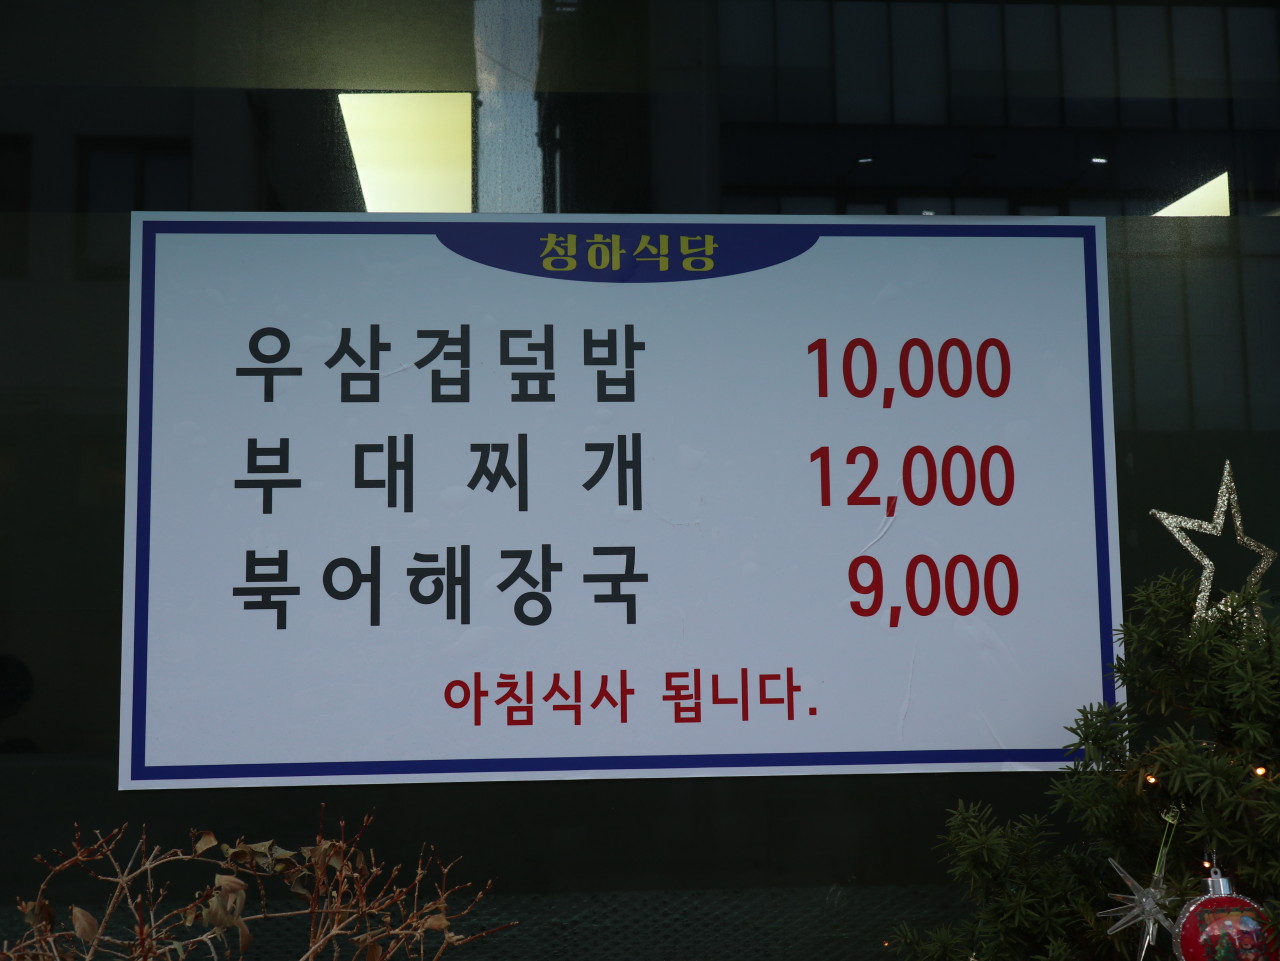 청하식당
우삼겹덮밥 10,000
부대찌개 12,000
북어해장국 9,000
아침식사 됩니다.